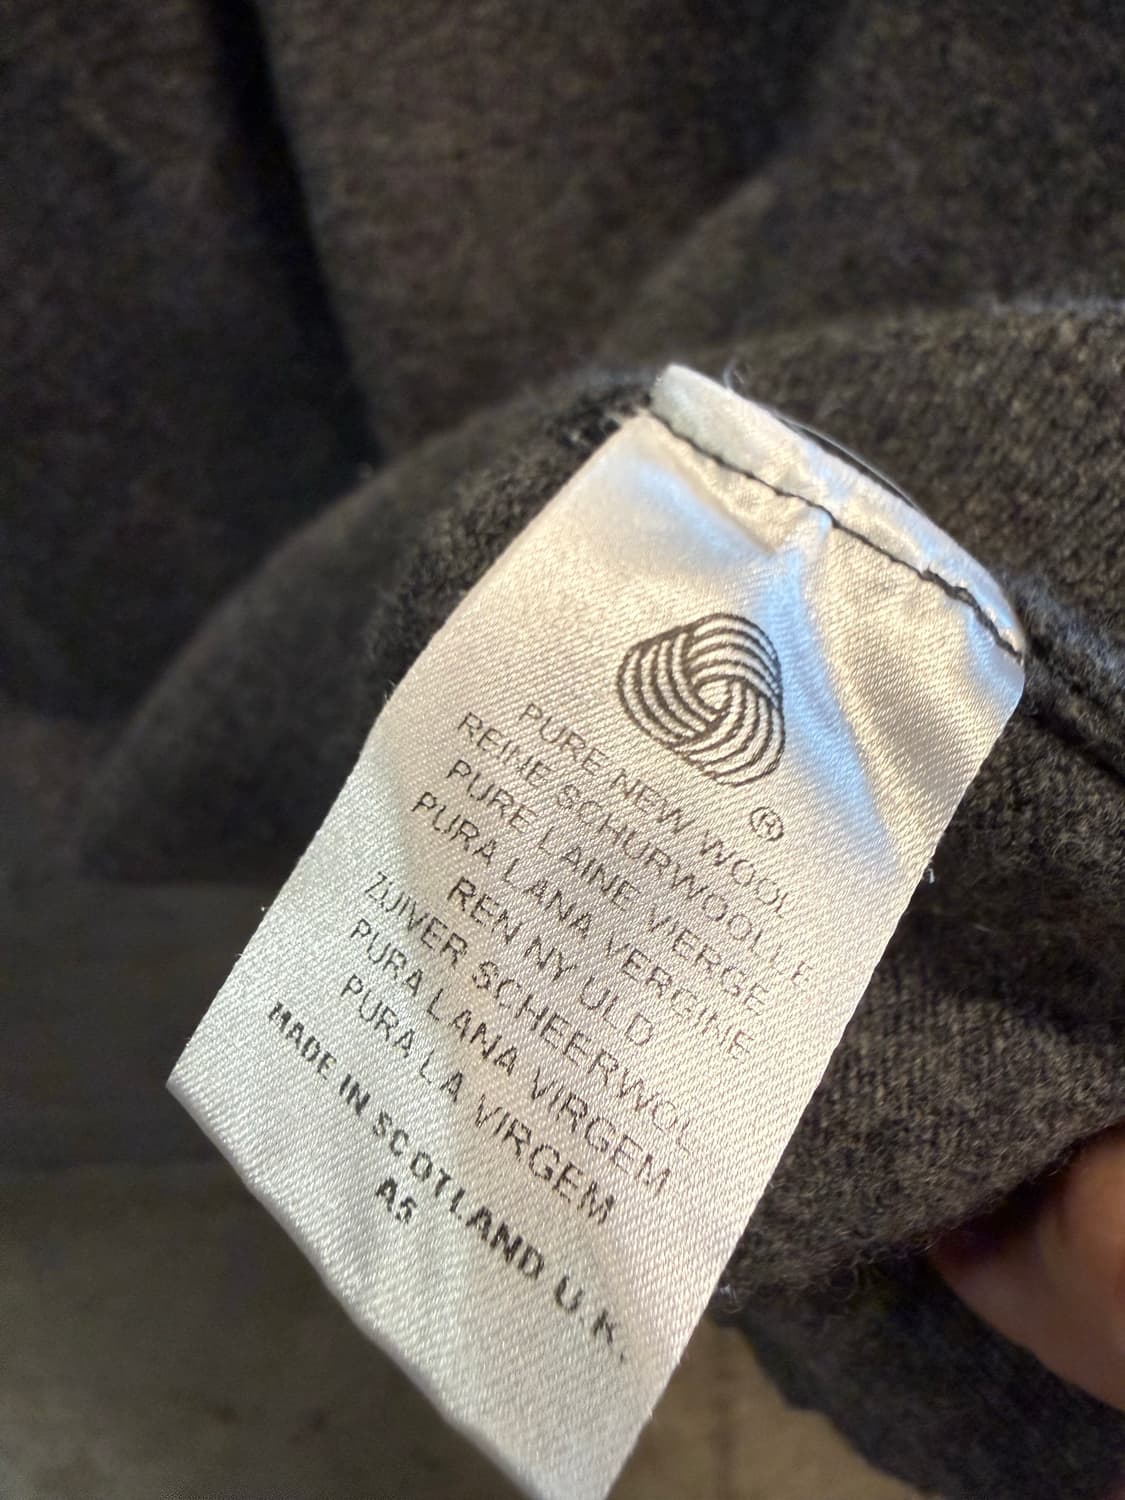 ®
PURE NEW WOOL
REINE SCHURWOLLE
PURE LAINE VIERGE
PURA LANA VERGINE
REN NY ULD
ZUIVER SCHEERWOL
PURA LANA VIRGEM
PURA LA VIRGEM
MADE IN SCOTLAND U.K.
A5